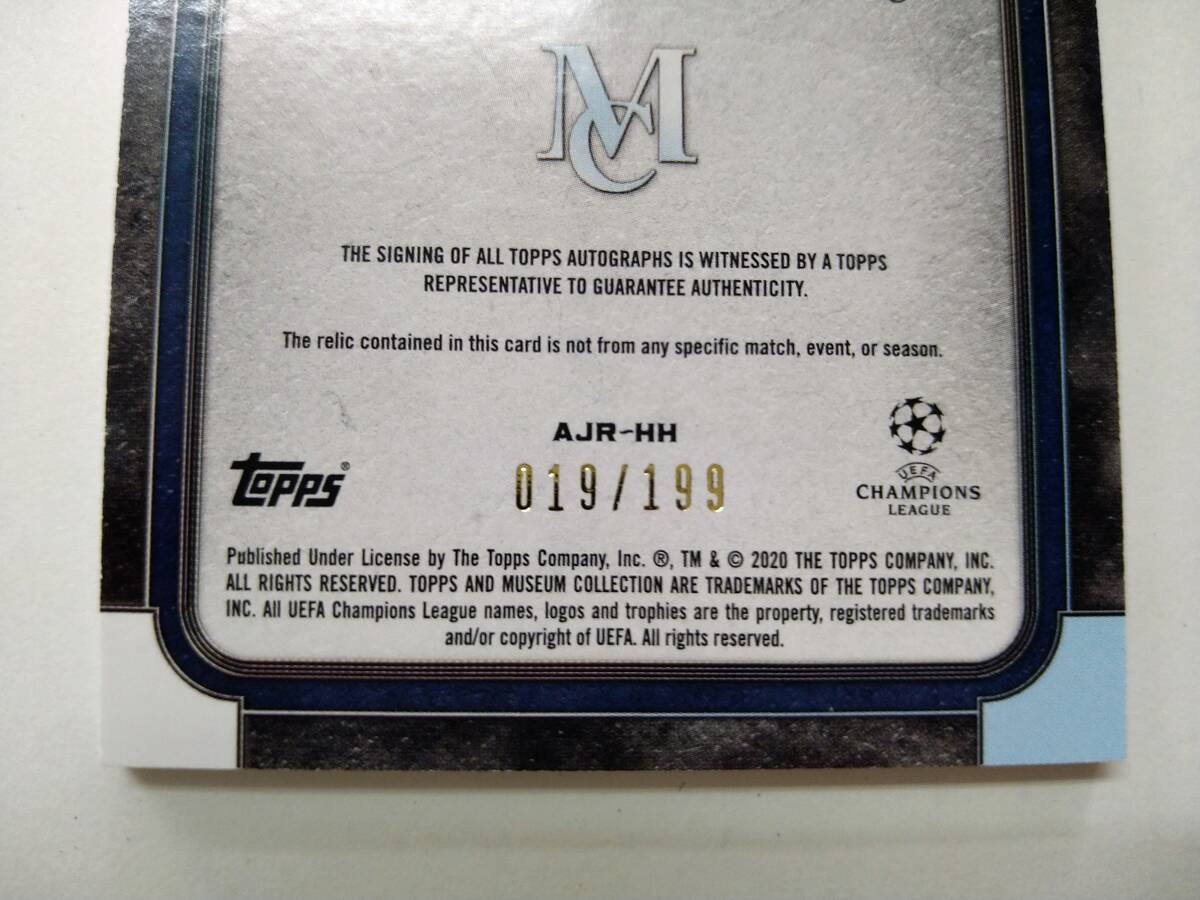 MC
THE SIGNING OF ALL TOPPS AUTOGRAPHS IS WITNESSED BY A TOPPS
REPRESENTATIVE TO GUARANTEE AUTHENTICITY.
The relic contained in this card is not from any specific match, event, or season.
AJR-HH
TOPPS®
019/199
UEFA
CHAMPIONS
LEAGUE
Published Under License by The Topps Company, Inc. ®, TM & © 2020 THE TOPPS COMPANY, INC.
ALL RIGHTS RESERVED. TOPPS AND MUSEUM COLLECTION ARE TRADEMARKS OF THE TOPPS COMPANY,
INC. All UEFA Champions League names, logos and trophies are the property, registered trademarks
and/or copyright of UEFA. All rights reserved.